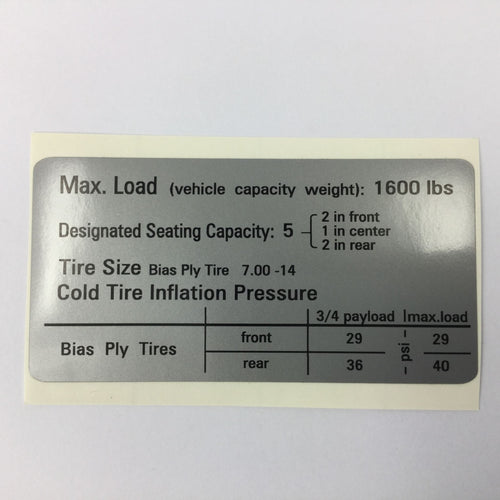 Max. Load (vehicle capacity weight): 1600 lbs
2 in front
Designated Seating Capacity: 5 1 in center
2 in rear
Tire Size Bias Ply Tire 7.00 -14
Cold Tire Inflation Pressure
3/4 payload max.load
Bias Ply Tires front 29 - psi - 29
rear 36 40